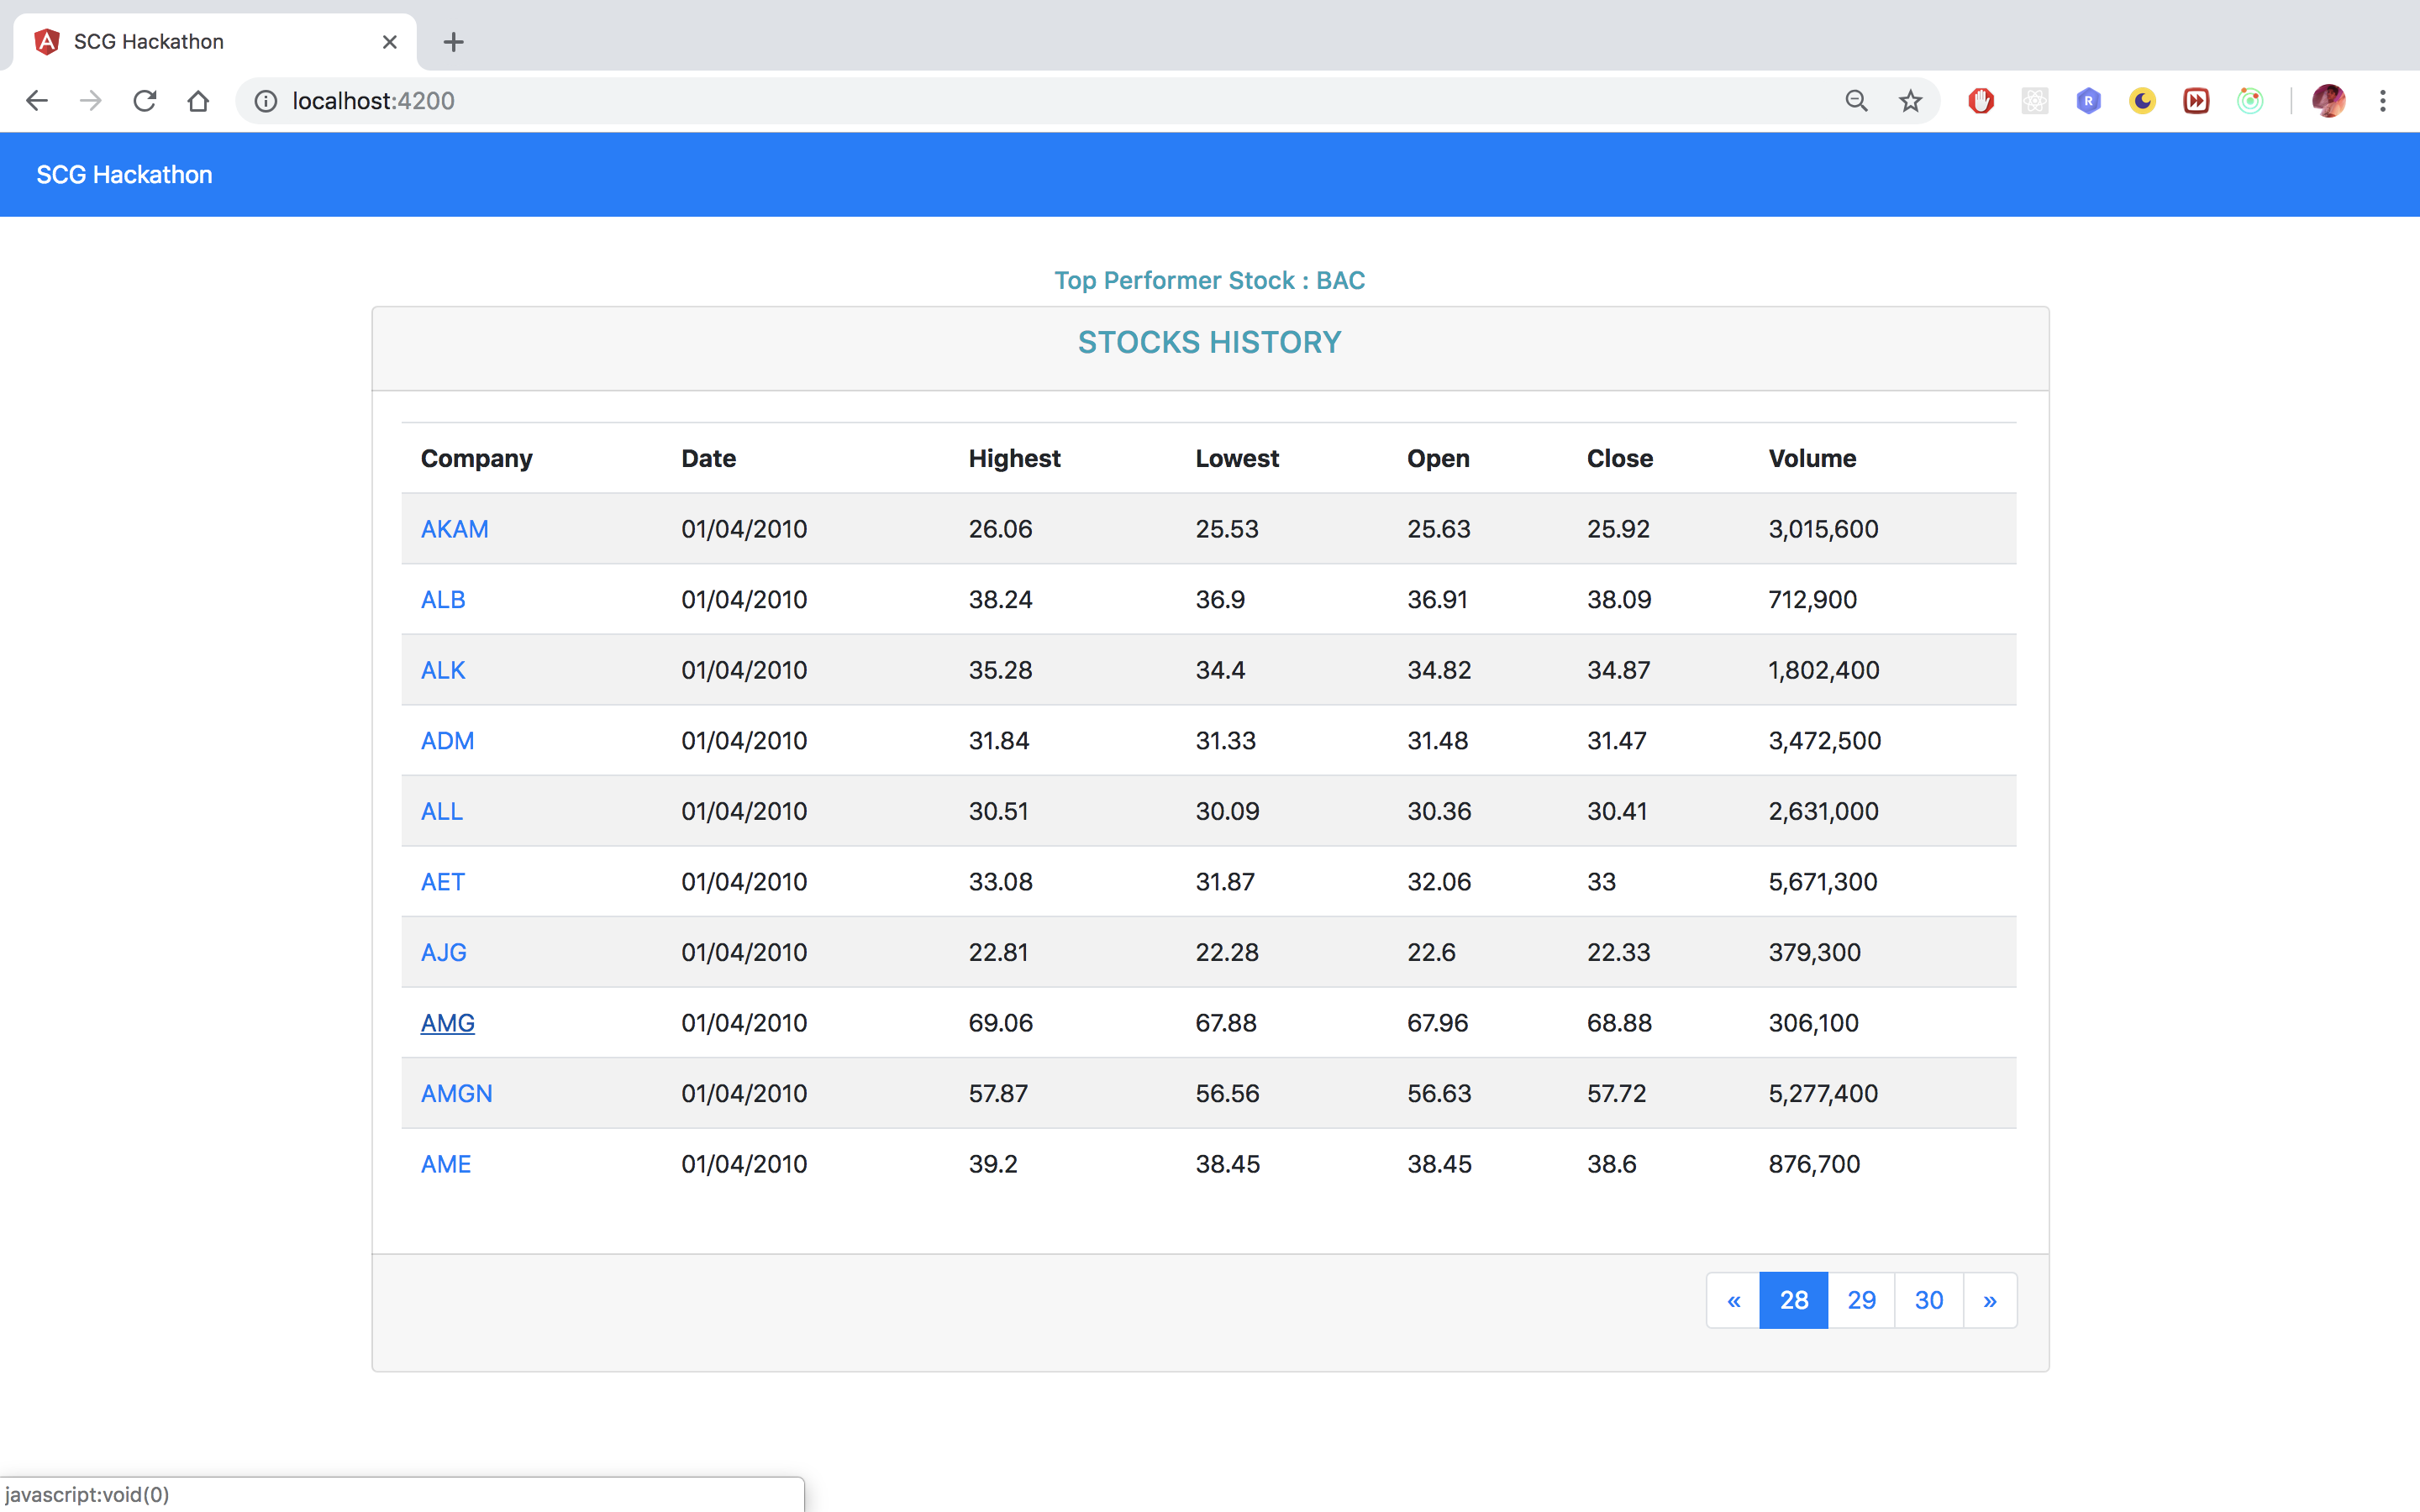 SCG Hackathon
localhost:4200
SCG Hackathon
Top Performer Stock : BAC
STOCKS HISTORY
Company Date Highest Lowest Open Close Volume
AKAM 01/04/2010 26.06 25.53 25.63 25.92 3,015,600
ALB 01/04/2010 38.24 36.9 36.91 38.09 712,900
ALK 01/04/2010 35.28 34.4 34.82 34.87 1,802,400
ADM 01/04/2010 31.84 31.33 31.48 31.47 3,472,500
ALL 01/04/2010 30.51 30.09 30.36 30.41 2,631,000
AET 01/04/2010 33.08 31.87 32.06 33 5,671,300
AJG 01/04/2010 22.81 22.28 22.6 22.33 379,300
AMG 01/04/2010 69.06 67.88 67.96 68.88 306,100
AMGN 01/04/2010 57.87 56.56 56.63 57.72 5,277,400
AME 01/04/2010 39.2 38.45 38.45 38.6 876,700
« 28 29 30 »
javascript:void(0)